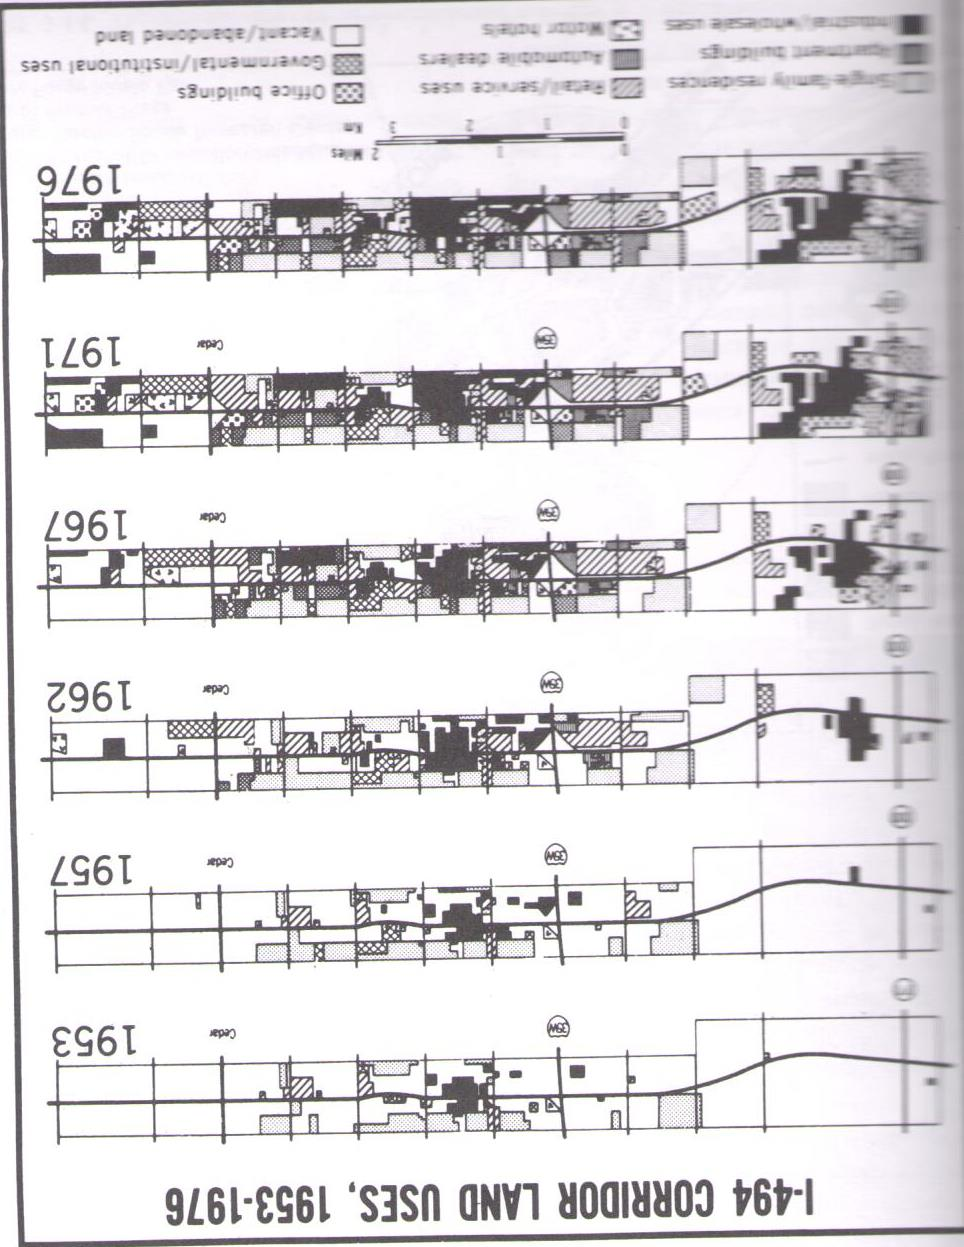 I-494 CORRIDOR LAND USES, 1953-1976
1953
35W
Cedar
1957
35W
Cedar
1962
35W
Cedar
1967
35W
Cedar
1971
35W
Cedar
1976
0 1 2 Miles
0 1 2 3 Km
Single-family residences
Apartment buildings
Industrial/wholesale uses
Retail/service uses
Automobile dealers
Motor hotels
Office buildings
Governmental/institutional uses
Vacant/abandoned land